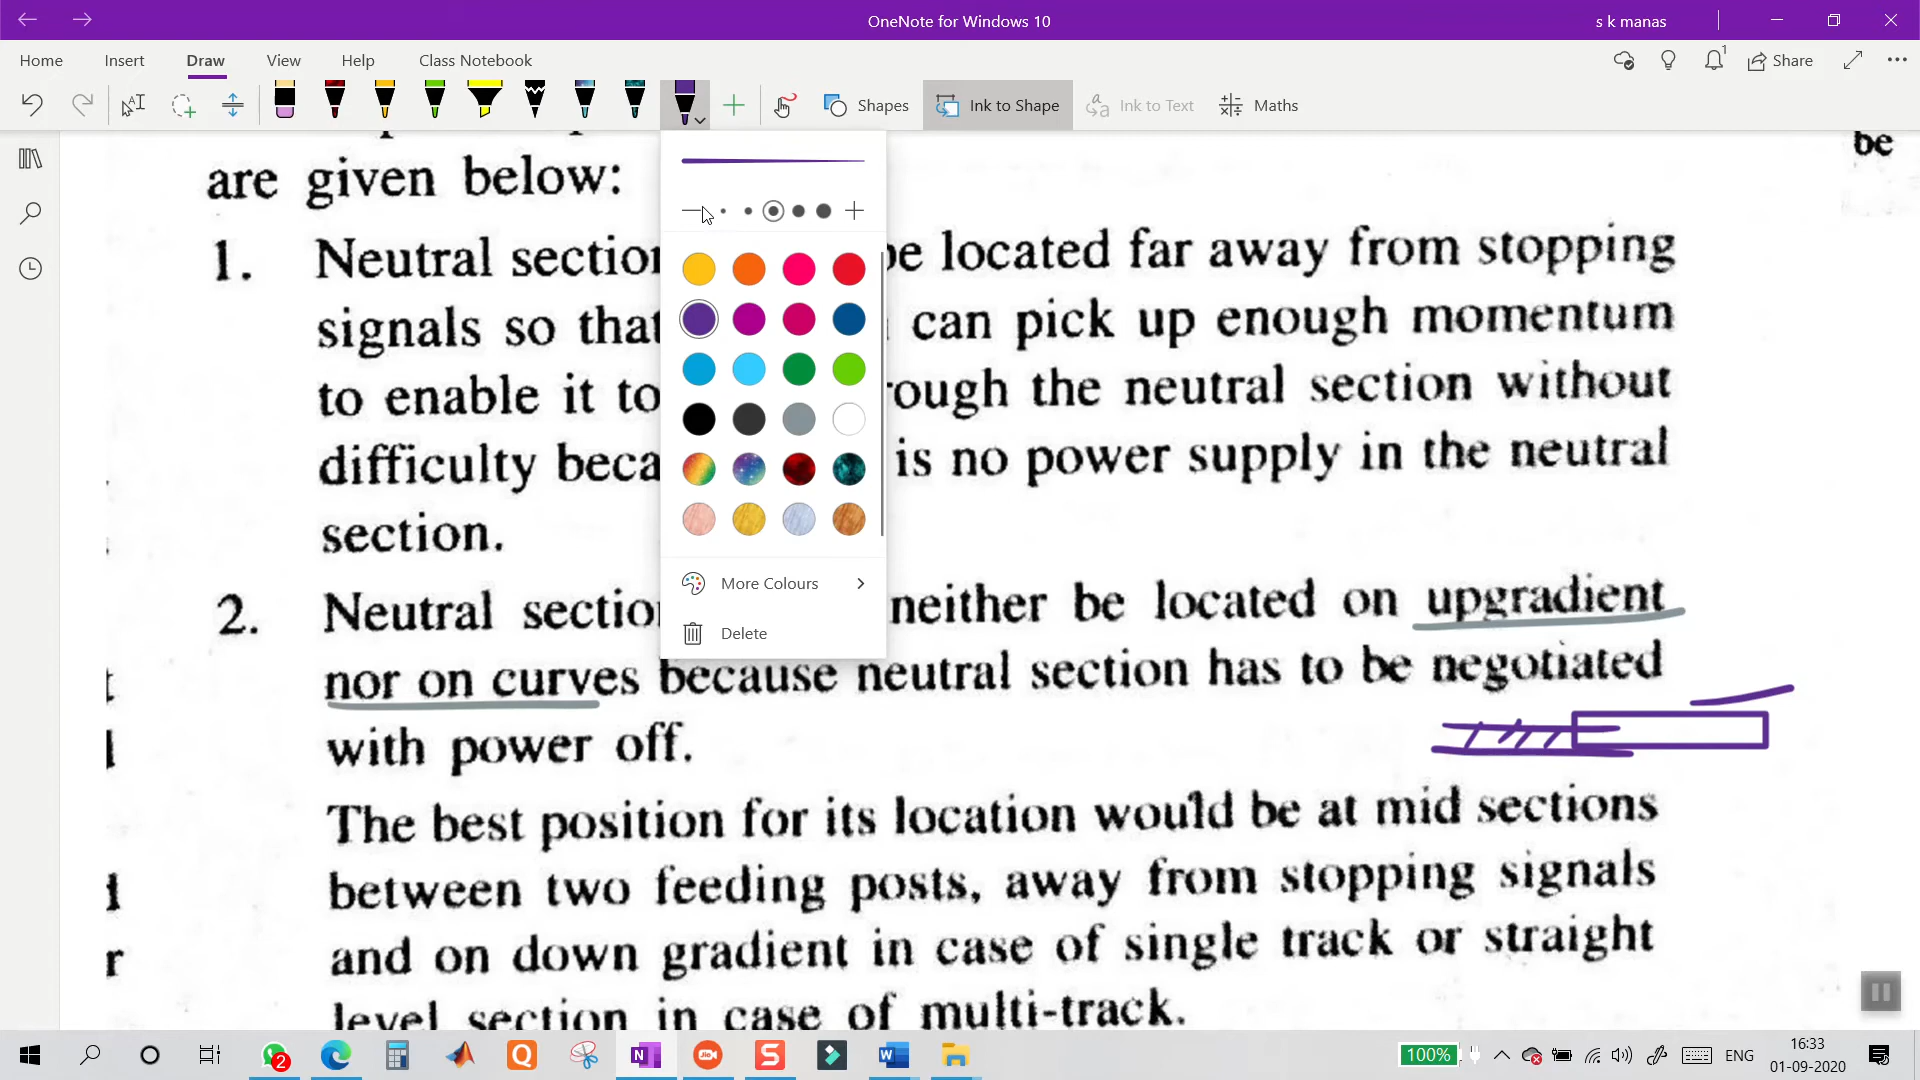 OneNote for Windows 10
s k manas
Home Insert Draw View Help Class Notebook
1
Share
Shapes Ink to Shape Ink to Text Maths
be
are given below:
1. Neutral section be located far away from stopping
signals so that can pick up enough momentum
to enable it to rough the neutral section without
difficulty beca is no power supply in the neutral
section.
More Colours
Delete
2. Neutral section neither be located on upgradient
nor on curves because neutral section has to be negotiated
with power off.
The best position for its location would be at mid sections
between two feeding posts, away from stopping signals
and on down gradient in case of single track or straight
level section in case of multi-track.
2
100%
ENG
16:33
01-09-2020